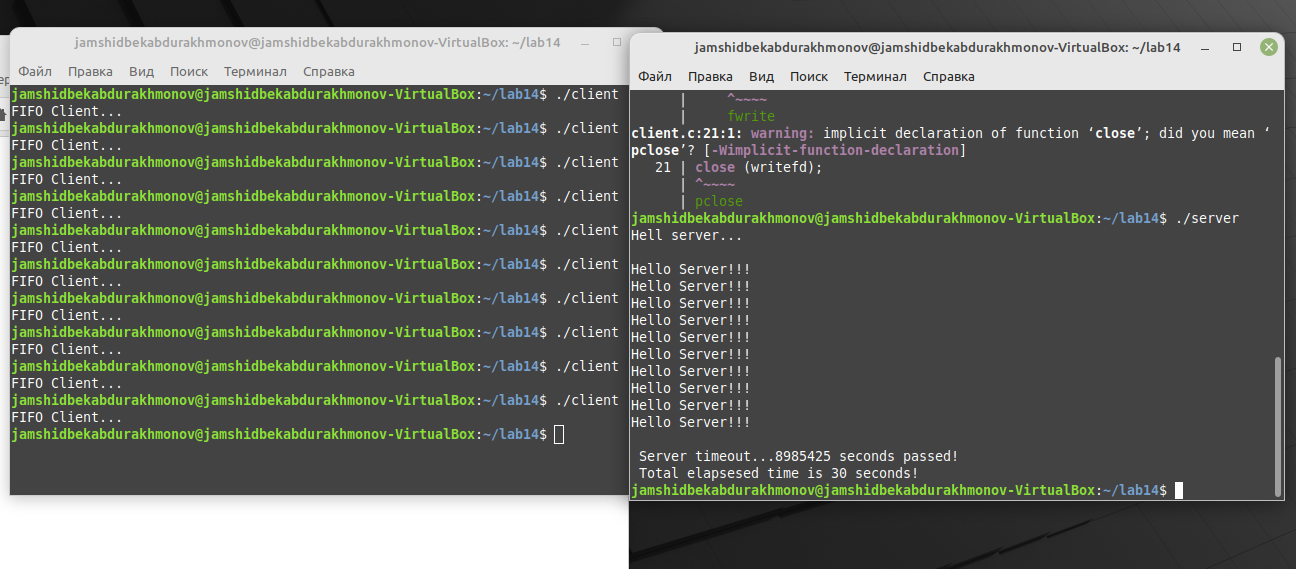 jamshidbekabdurakhmonov@jamshidbekabdurakhmonov-VirtualBox: ~/lab14
Файл Правка Вид Поиск Терминал Справка
jamshidbekabdurakhmonov@jamshidbekabdurakhmonov-VirtualBox:~/lab14$ ./client
FIFO Client...
jamshidbekabdurakhmonov@jamshidbekabdurakhmonov-VirtualBox:~/lab14$ ./client
FIFO Client...
jamshidbekabdurakhmonov@jamshidbekabdurakhmonov-VirtualBox:~/lab14$ ./client
FIFO Client...
jamshidbekabdurakhmonov@jamshidbekabdurakhmonov-VirtualBox:~/lab14$ ./client
FIFO Client...
jamshidbekabdurakhmonov@jamshidbekabdurakhmonov-VirtualBox:~/lab14$ ./client
FIFO Client...
jamshidbekabdurakhmonov@jamshidbekabdurakhmonov-VirtualBox:~/lab14$ ./client
FIFO Client...
jamshidbekabdurakhmonov@jamshidbekabdurakhmonov-VirtualBox:~/lab14$ ./client
FIFO Client...
jamshidbekabdurakhmonov@jamshidbekabdurakhmonov-VirtualBox:~/lab14$ ./client
FIFO Client...
jamshidbekabdurakhmonov@jamshidbekabdurakhmonov-VirtualBox:~/lab14$ ./client
FIFO Client...
jamshidbekabdurakhmonov@jamshidbekabdurakhmonov-VirtualBox:~/lab14$ ./client
FIFO Client...
jamshidbekabdurakhmonov@jamshidbekabdurakhmonov-VirtualBox:~/lab14$
jamshidbekabdurakhmonov@jamshidbekabdurakhmonov-VirtualBox: ~/lab14
Файл Правка Вид Поиск Терминал Справка
| ^~~~~
| fwrite
client.c:21:1: warning: implicit declaration of function ‘close’; did you mean ‘
pclose’? [-Wimplicit-function-declaration]
21 | close (writefd);
| ^~~~~
| pclose
jamshidbekabdurakhmonov@jamshidbekabdurakhmonov-VirtualBox:~/lab14$ ./server
Hell server...
Hello Server!!!
Hello Server!!!
Hello Server!!!
Hello Server!!!
Hello Server!!!
Hello Server!!!
Hello Server!!!
Hello Server!!!
Hello Server!!!
Hello Server!!!
Server timeout...8985425 seconds passed!
Total elapsesed time is 30 seconds!
jamshidbekabdurakhmonov@jamshidbekabdurakhmonov-VirtualBox:~/lab14$